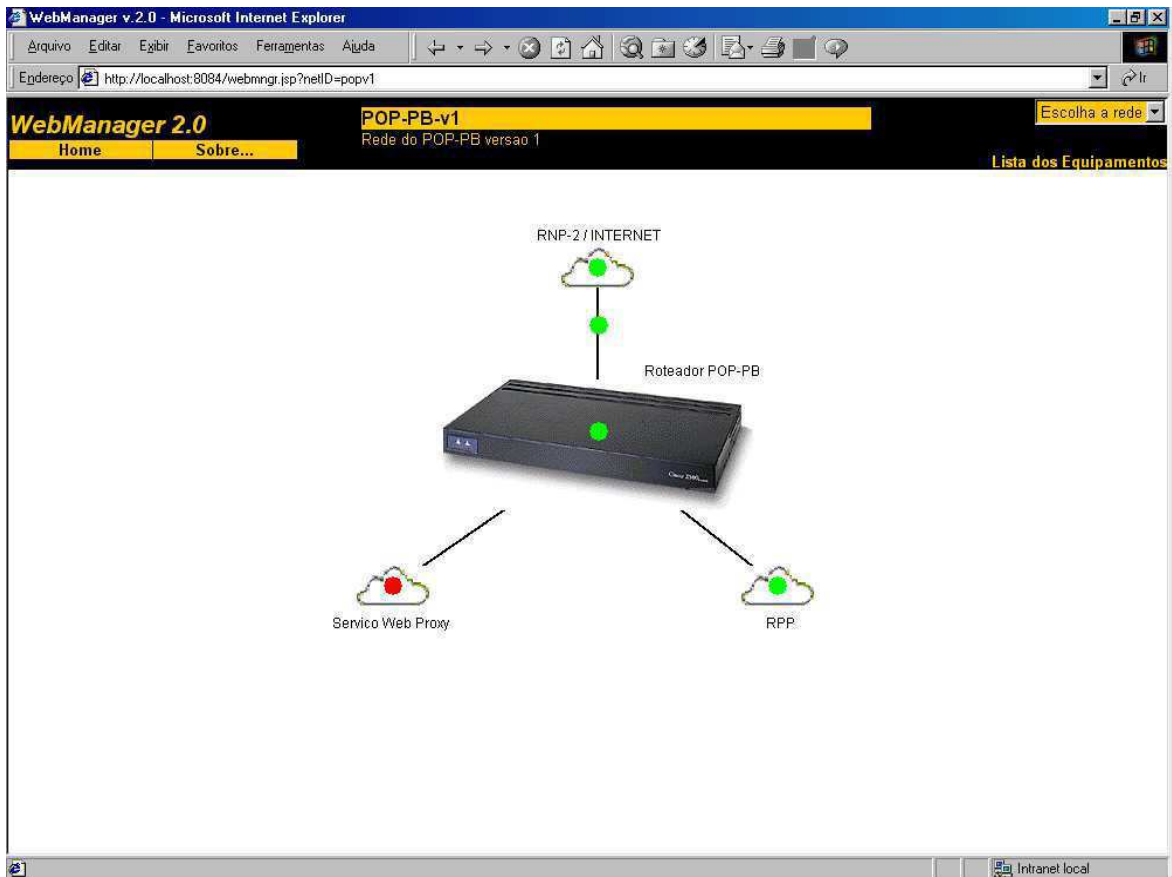 WebManager v.2.0 - Microsoft Internet Explorer
Arquivo Editar Exibir Favoritos Ferramentas Ajuda
Endereço http://localhost:8084/webmngr.jsp?netID=popv1 Ir
WebManager 2.0
Home Sobre...
POP-PB-v1
Rede do POP-PB versao 1
Escolha a rede
Lista dos Equipamentos
RNP-2 / INTERNET
Roteador POP-PB
Servico Web Proxy
RPP
Intranet local